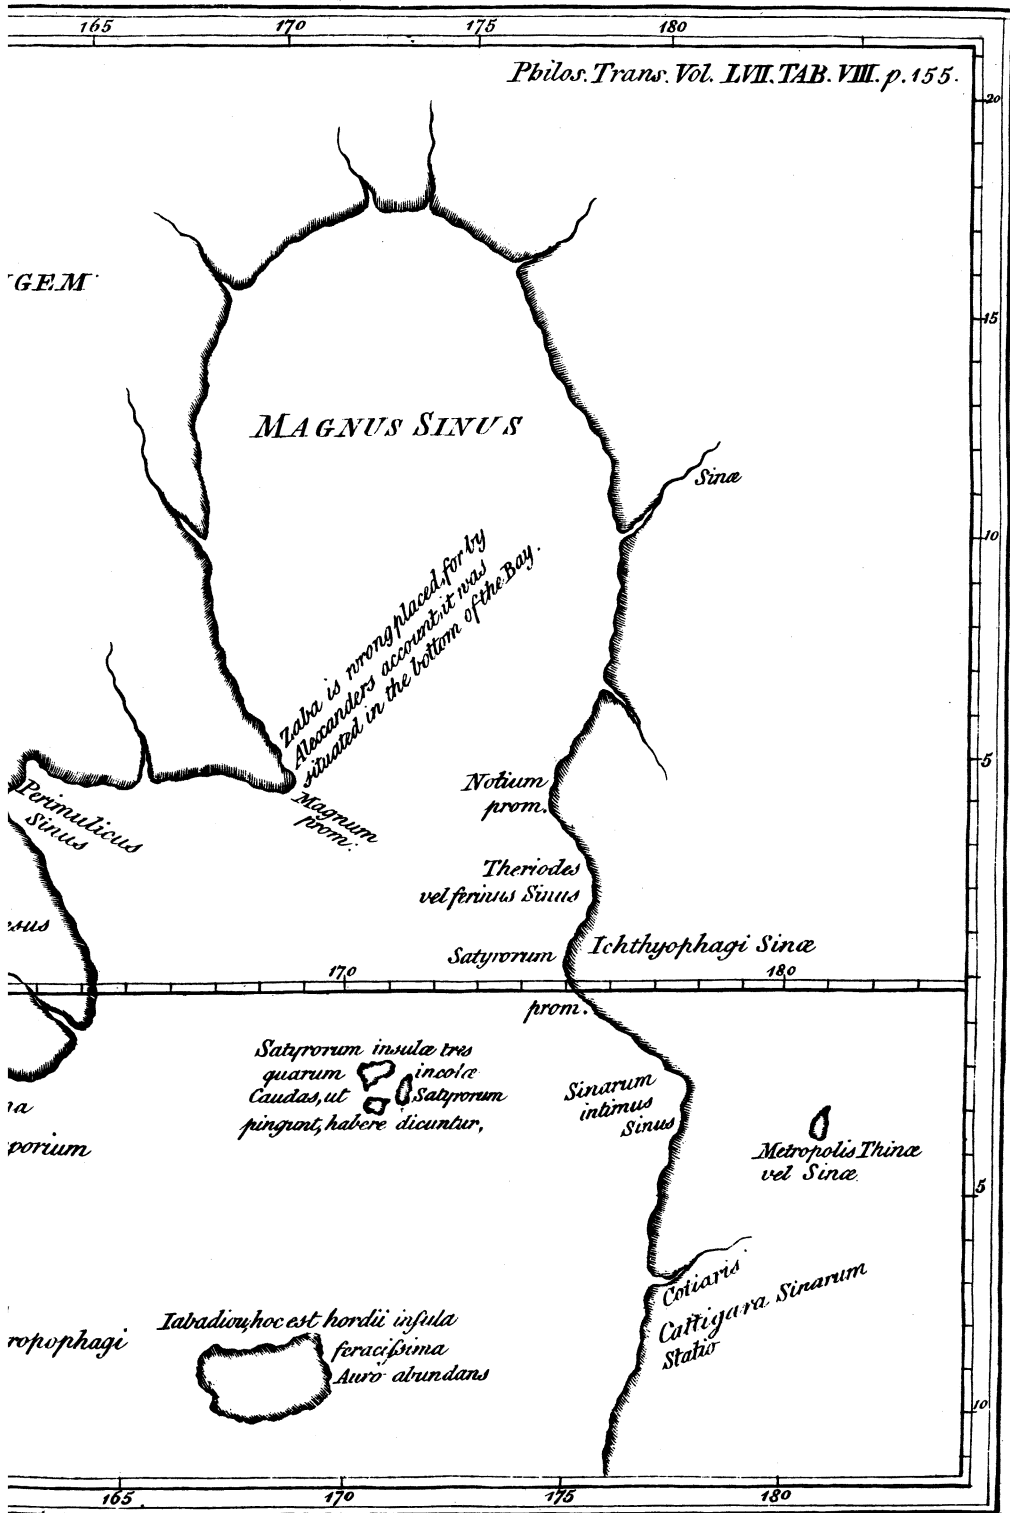 165 170 175 180
Philos. Trans. Vol. LVII. TAB. VIII. p. 155.
20
GEM
15
MAGNUS SINUS
Sinæ
10
Zaba is wrong placed, for by
Alexanders account, it was
situated in the bottom of the Bay.
5
Notium
prom.
Magnum
prom:
Perimulicus
Sinus
Theriodes
vel ferinus Sinus
esus
Satyrorum
prom.
Ichthyophagi Sinæ
170 180
Satyrorum insulæ tres
quarum incolæ
Caudas, ut Satyrorum
pingunt, habere dicuntur,
Sinarum
intimus
Sinus
na
porium
Metropolis Thinæ
vel Sinæ
5
Cotiaris
Cattigara Sinarum
Statio
Iabadiou, hoc est hordii insula
feracissima
Auro abundans
ropophagi
10
165 170 175 180